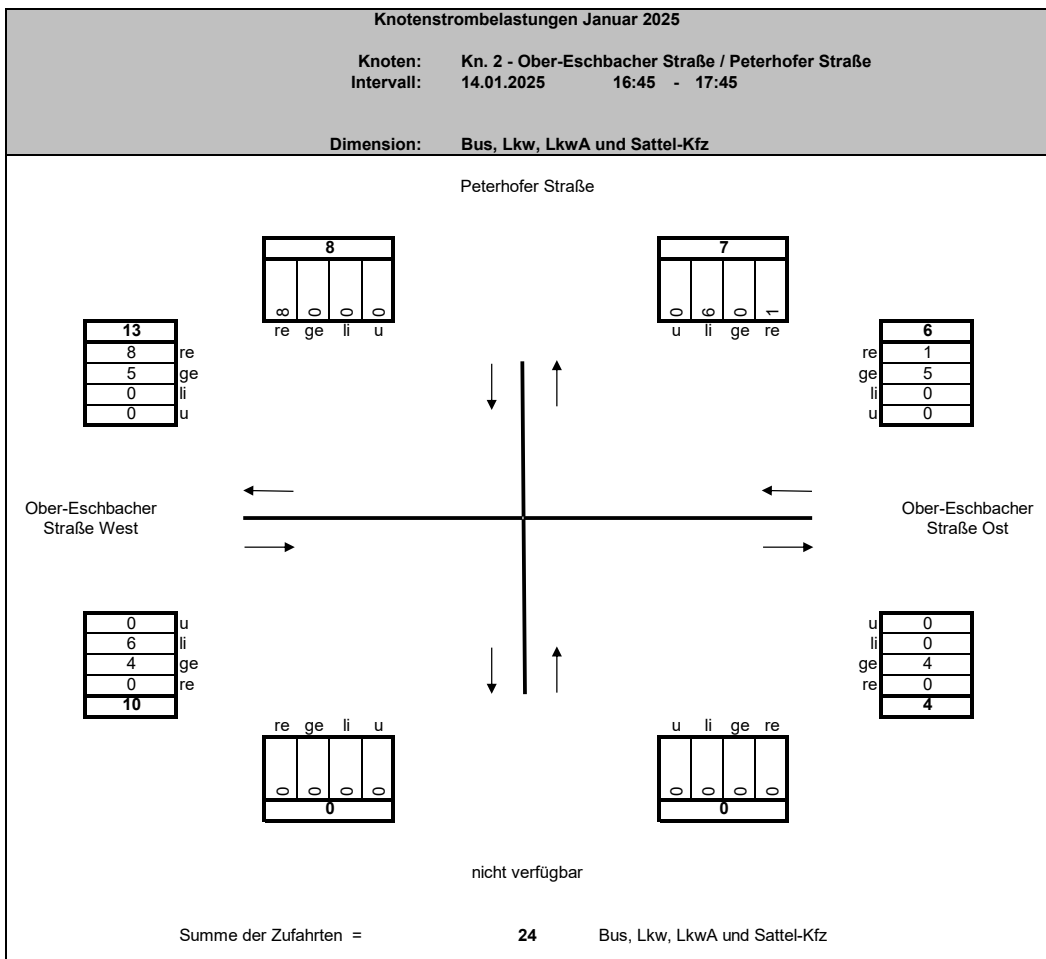 Knotenstrombelastungen Januar 2025
Knoten: Kn. 2 - Ober-Eschbacher Straße / Peterhofer Straße
Intervall: 14.01.2025 16:45 - 17:45
Dimension: Bus, Lkw, LkwA und Sattel-Kfz
Peterhofer Straße
8
8 0 0 0
re ge li u
7
0 6 0 1
u li ge re
13
8 re
5 ge
0 li
0 u
6
re 1
ge 5
li 0
u 0
Ober-Eschbacher
Straße West
Ober-Eschbacher
Straße Ost
0 u
6 li
4 ge
0 re
10
u 0
li 0
ge 4
re 0
4
re ge li u
0 0 0 0
0
u li ge re
0 0 0 0
0
nicht verfügbar
Summe der Zufahrten = 24 Bus, Lkw, LkwA und Sattel-Kfz